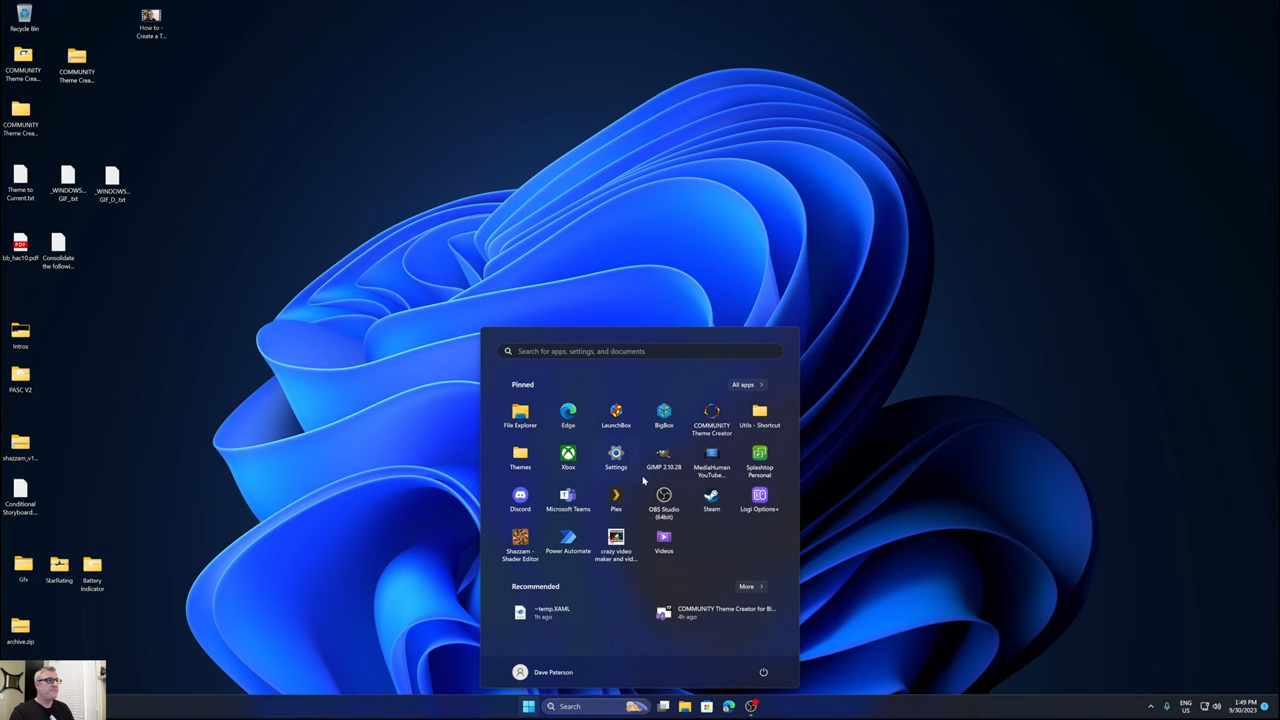 Recycle Bin
How to -
Create a T...
COMMUNITY
Theme Crea...
COMMUNITY
Theme Crea...
COMMUNITY
Theme Crea...
Theme to
Current.txt
_WINDOWS...
GIF_.txt
_WINDOWS...
GIF_D_.txt
bb_hac10.pdf
Consolidate
the followi...
Intros
PASC V2
shazzam_v1...
Conditional
Storyboard...
Gfx
StarRating
Battery
Indicator
archive.zip
Search for apps, settings, and documents
Pinned
All apps
File Explorer
Edge
LaunchBox
BigBox
COMMUNITY
Theme Creator
Utils - Shortcut
Themes
Xbox
Settings
GIMP 2.10.28
MediaHuman
YouTube...
Splashtop
Personal
Discord
Microsoft Teams
Plex
OBS Studio
(64bit)
Steam
Logi Options+
Shazzam -
Shader Editor
Power Automate
crazy video
maker and vid...
Videos
Recommended
More
~temp.XAML
1h ago
COMMUNITY Theme Creator for Bi...
4h ago
Dave Paterson
Search
ENG
US
1:49 PM
9/30/2023